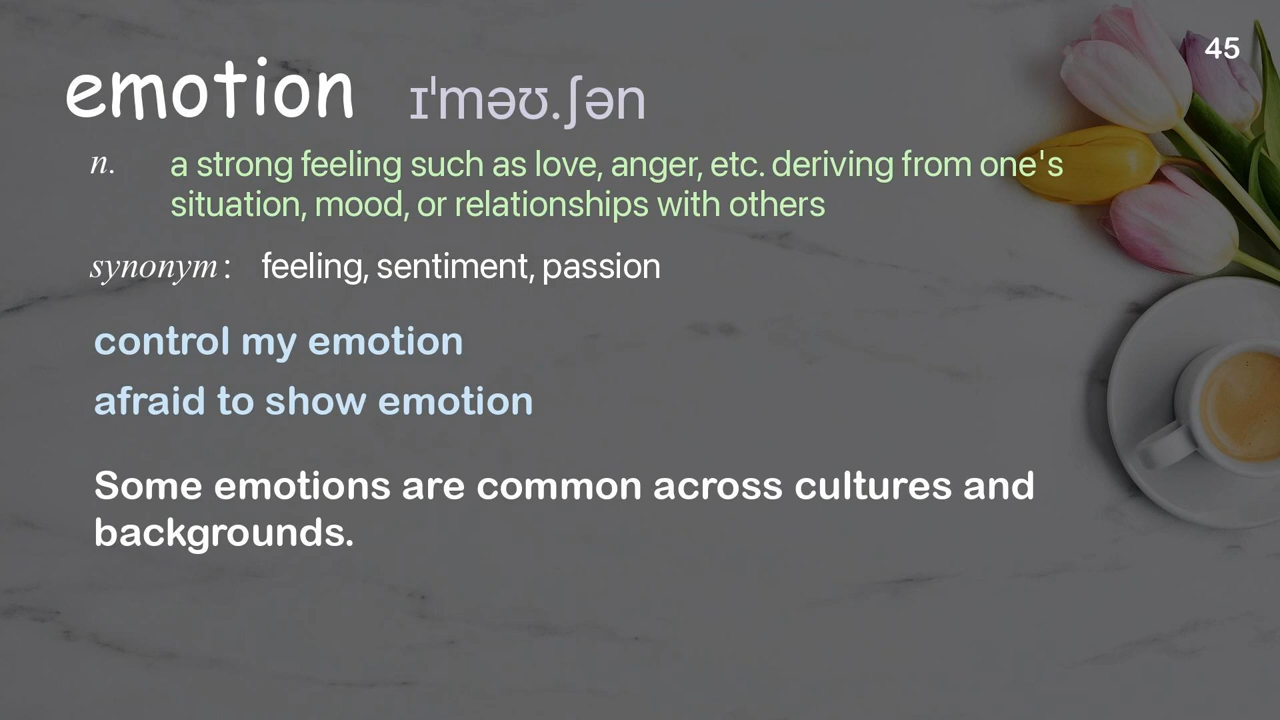 45
emotion ɪˈməʊ.ʃən
n. a strong feeling such as love, anger, etc. deriving from one's
situation, mood, or relationships with others
synonym: feeling, sentiment, passion
control my emotion
afraid to show emotion
Some emotions are common across cultures and
backgrounds.